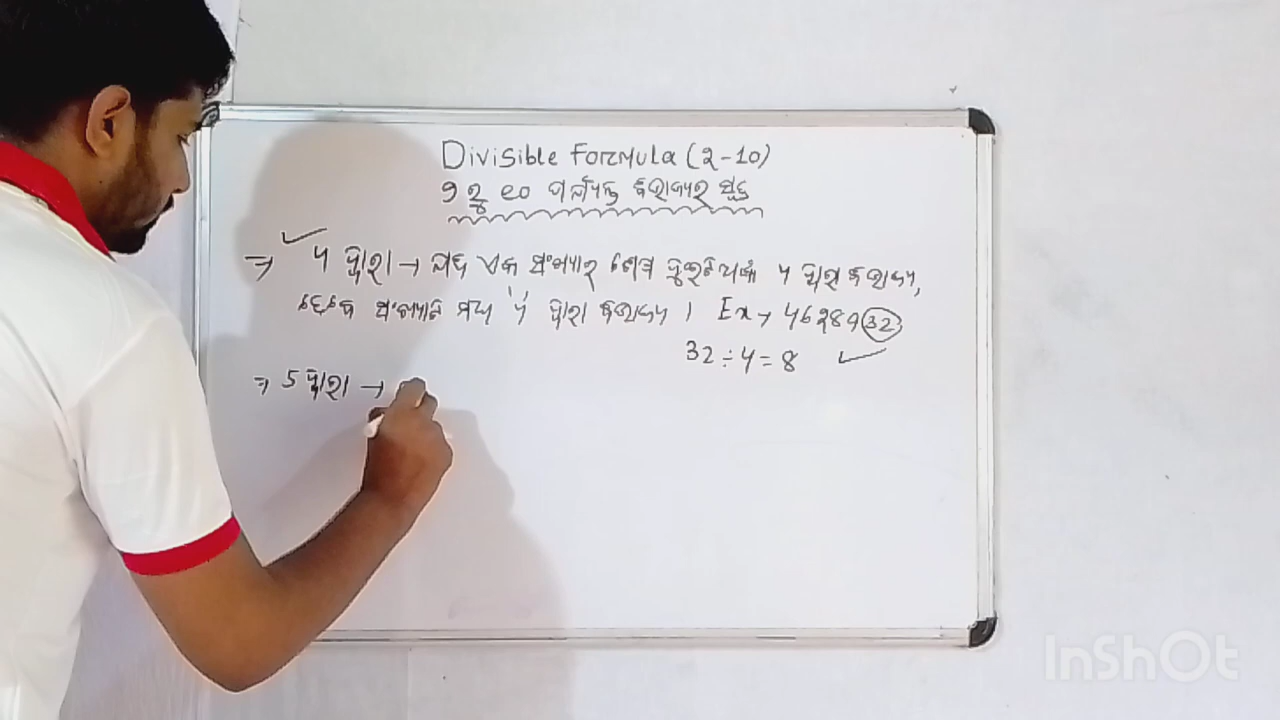 Divisible Formula (2-10)
୨ ରୁ ୧୦ ପର୍ଯ୍ୟନ୍ତ ବିଭାଜ୍ୟର ସୂତ୍ର
⇒ 4 ଦ୍ୱାରା → ଯଦି ଏକ ସଂଖ୍ୟାର ଶେଷ ଦୁଇଟି ଅଙ୍କ 4 ଦ୍ୱାରା ବିଭାଜ୍ୟ,
ତେବେ ସଂଖ୍ୟାଟି ମଧ୍ୟ '4' ଦ୍ୱାରା ବିଭାଜ୍ୟ । Ex → 4628932
32 ÷ 4 = 8 ✓
⇒ 5 ଦ୍ୱାରା →
InShOt